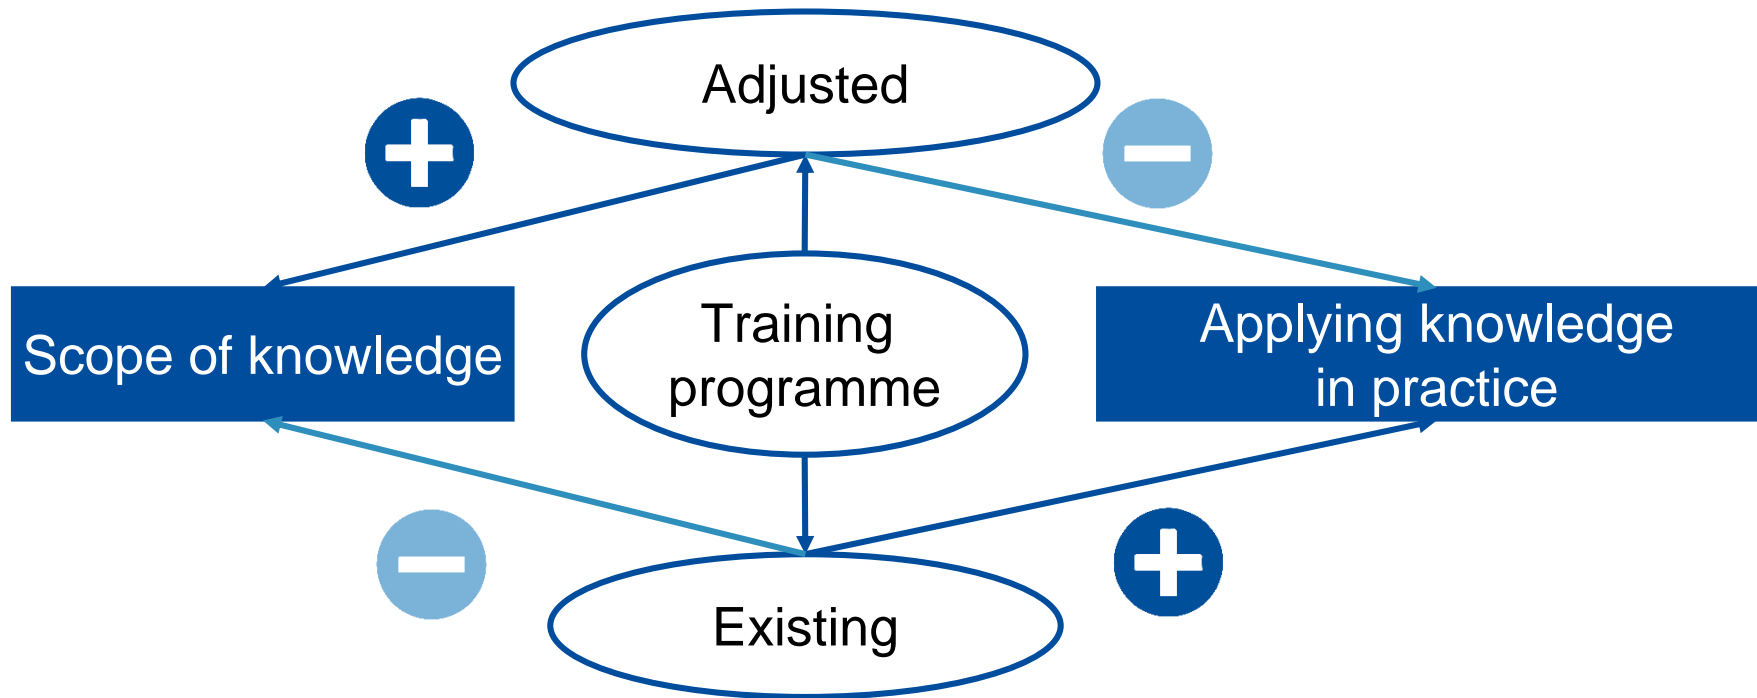 Adjusted
Scope of knowledge
Training
programme
Applying knowledge
in practice
Existing